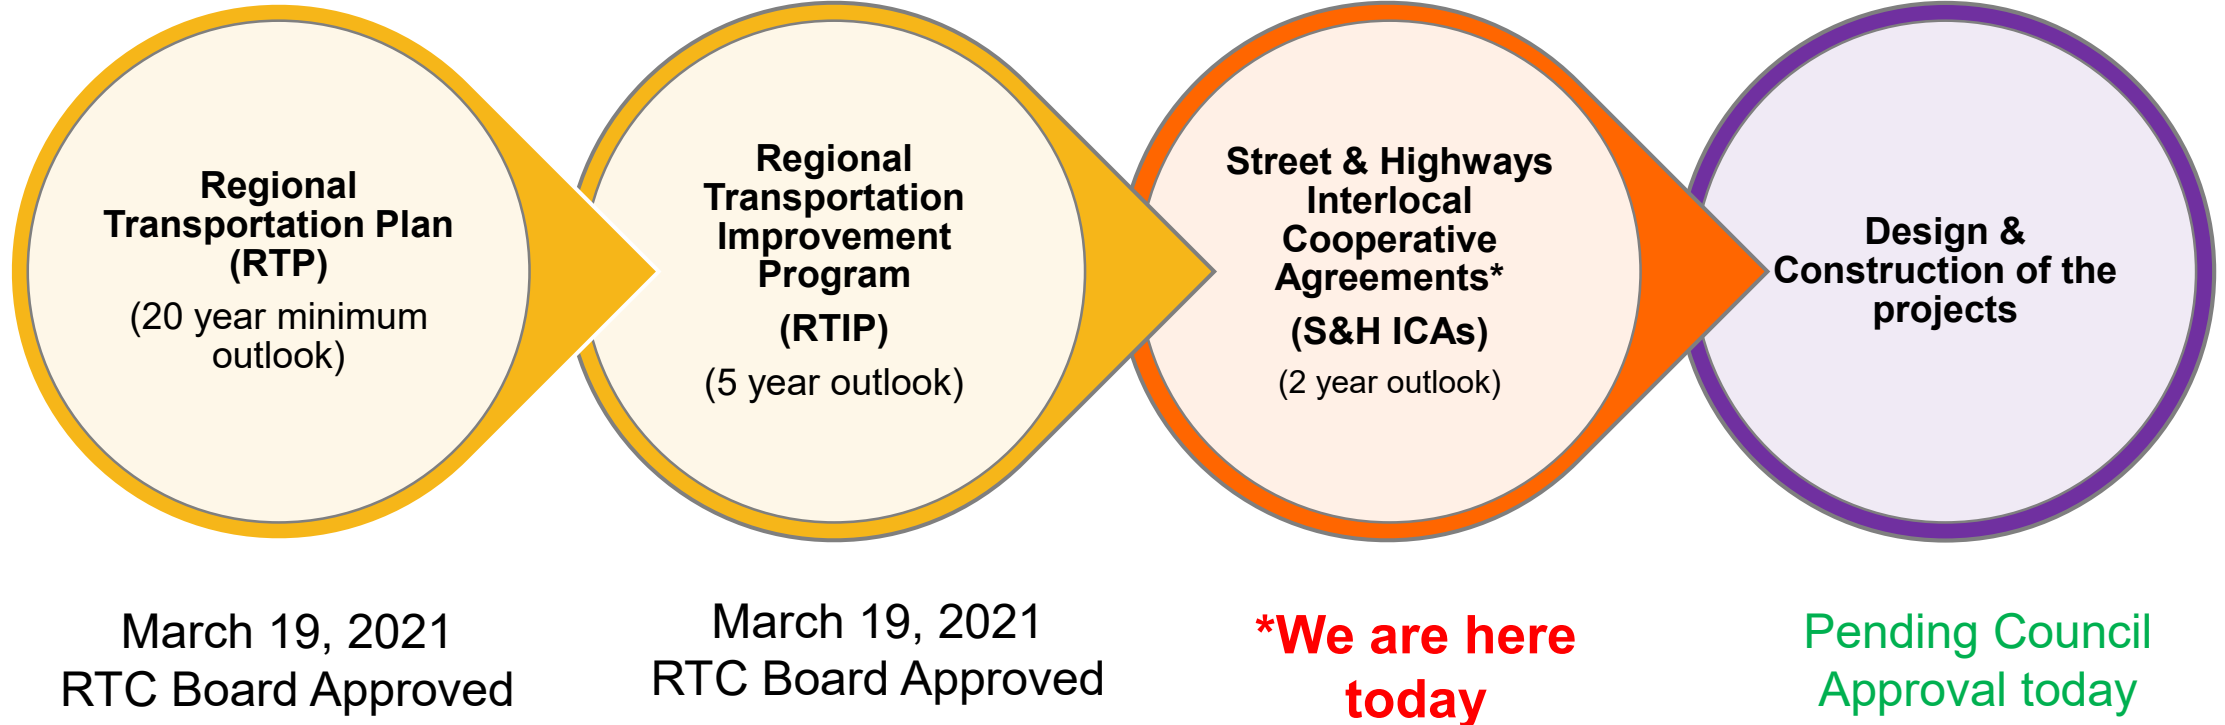 Regional
Transportation Plan
(RTP)
(20 year minimum
outlook)
Regional
Transportation
Improvement
Program
(RTIP)
(5 year outlook)
Street & Highways
Interlocal
Cooperative
Agreements*
(S&H ICAs)
(2 year outlook)
Design &
Construction of the
projects
March 19, 2021
RTC Board Approved
March 19, 2021
RTC Board Approved
*We are here
today
Pending Council
Approval today